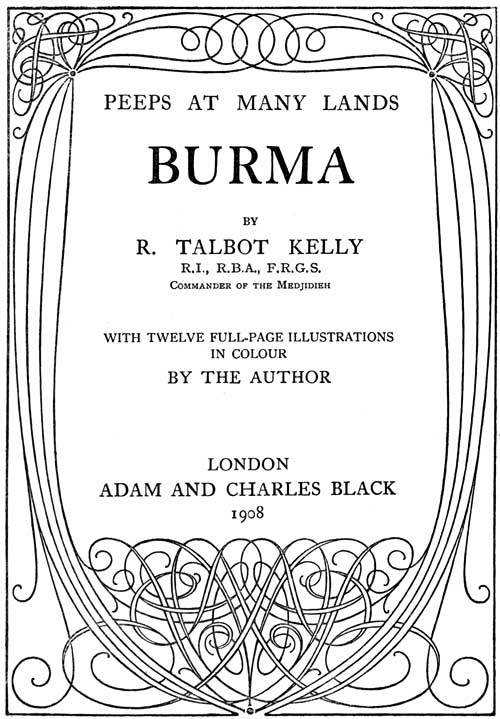 PEEPS AT MANY LANDS
BURMA
BY
R. TALBOT KELLY
R.I., R.B.A., F.R.G.S.
COMMANDER OF THE MEDJIDIEH
WITH TWELVE FULL-PAGE ILLUSTRATIONS
IN COLOUR
BY THE AUTHOR
LONDON
ADAM AND CHARLES BLACK
1908